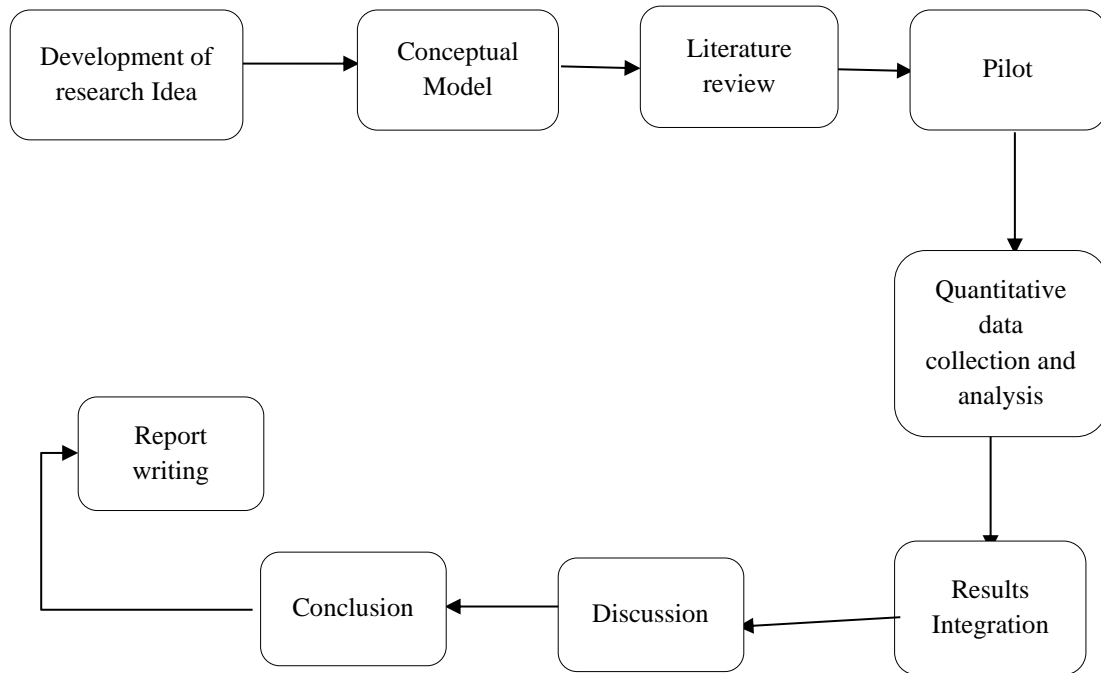 Development of
research Idea
Conceptual
Model
Literature
review
Pilot
Quantitative
data
collection and
analysis
Results
Integration
Discussion
Conclusion
Report
writing